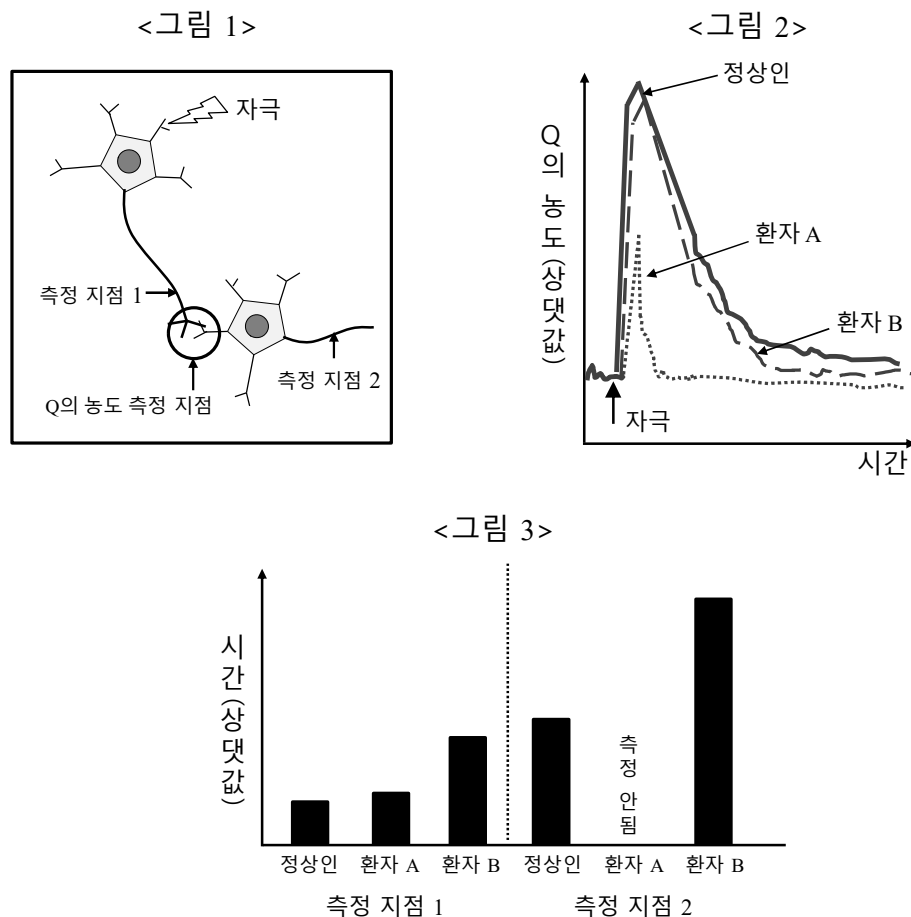 <그림 1>
자극
측정 지점 1
측정 지점 2
Q의 농도 측정 지점
<그림 2>
Q의 농도(상댓값)
정상인
환자 A
환자 B
자극
시간
<그림 3>
시간(상댓값)
측정 안됨
정상인 환자 A 환자 B 정상인 환자 A 환자 B
측정 지점 1 측정 지점 2